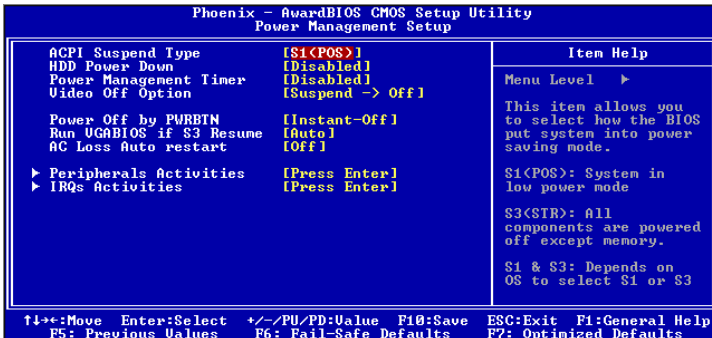 Phoenix - AwardBIOS CMOS Setup Utility
Power Management Setup
ACPI Suspend Type [S1(POS)]
HDD Power Down [Disabled]
Power Management Timer [Disabled]
Video Off Option [Suspend -> Off]
Power Off by PWRBTN [Instant-Off]
Run VGABIOS if S3 Resume [Auto]
AC Loss Auto restart [Off]
▶ Peripherals Activities [Press Enter]
▶ IRQs Activities [Press Enter]
Item Help
Menu Level ▶
This item allows you
to select how the BIOS
put system into power
saving mode.
S1(POS): System in
low power mode
S3(STR): All
components are powered
off except memory.
S1 & S3: Depends on
OS to select S1 or S3
↑↓→←:Move Enter:Select +/-/PU/PD:Value F10:Save ESC:Exit F1:General Help
F5: Previous Values F6: Fail-Safe Defaults F7: Optimized Defaults